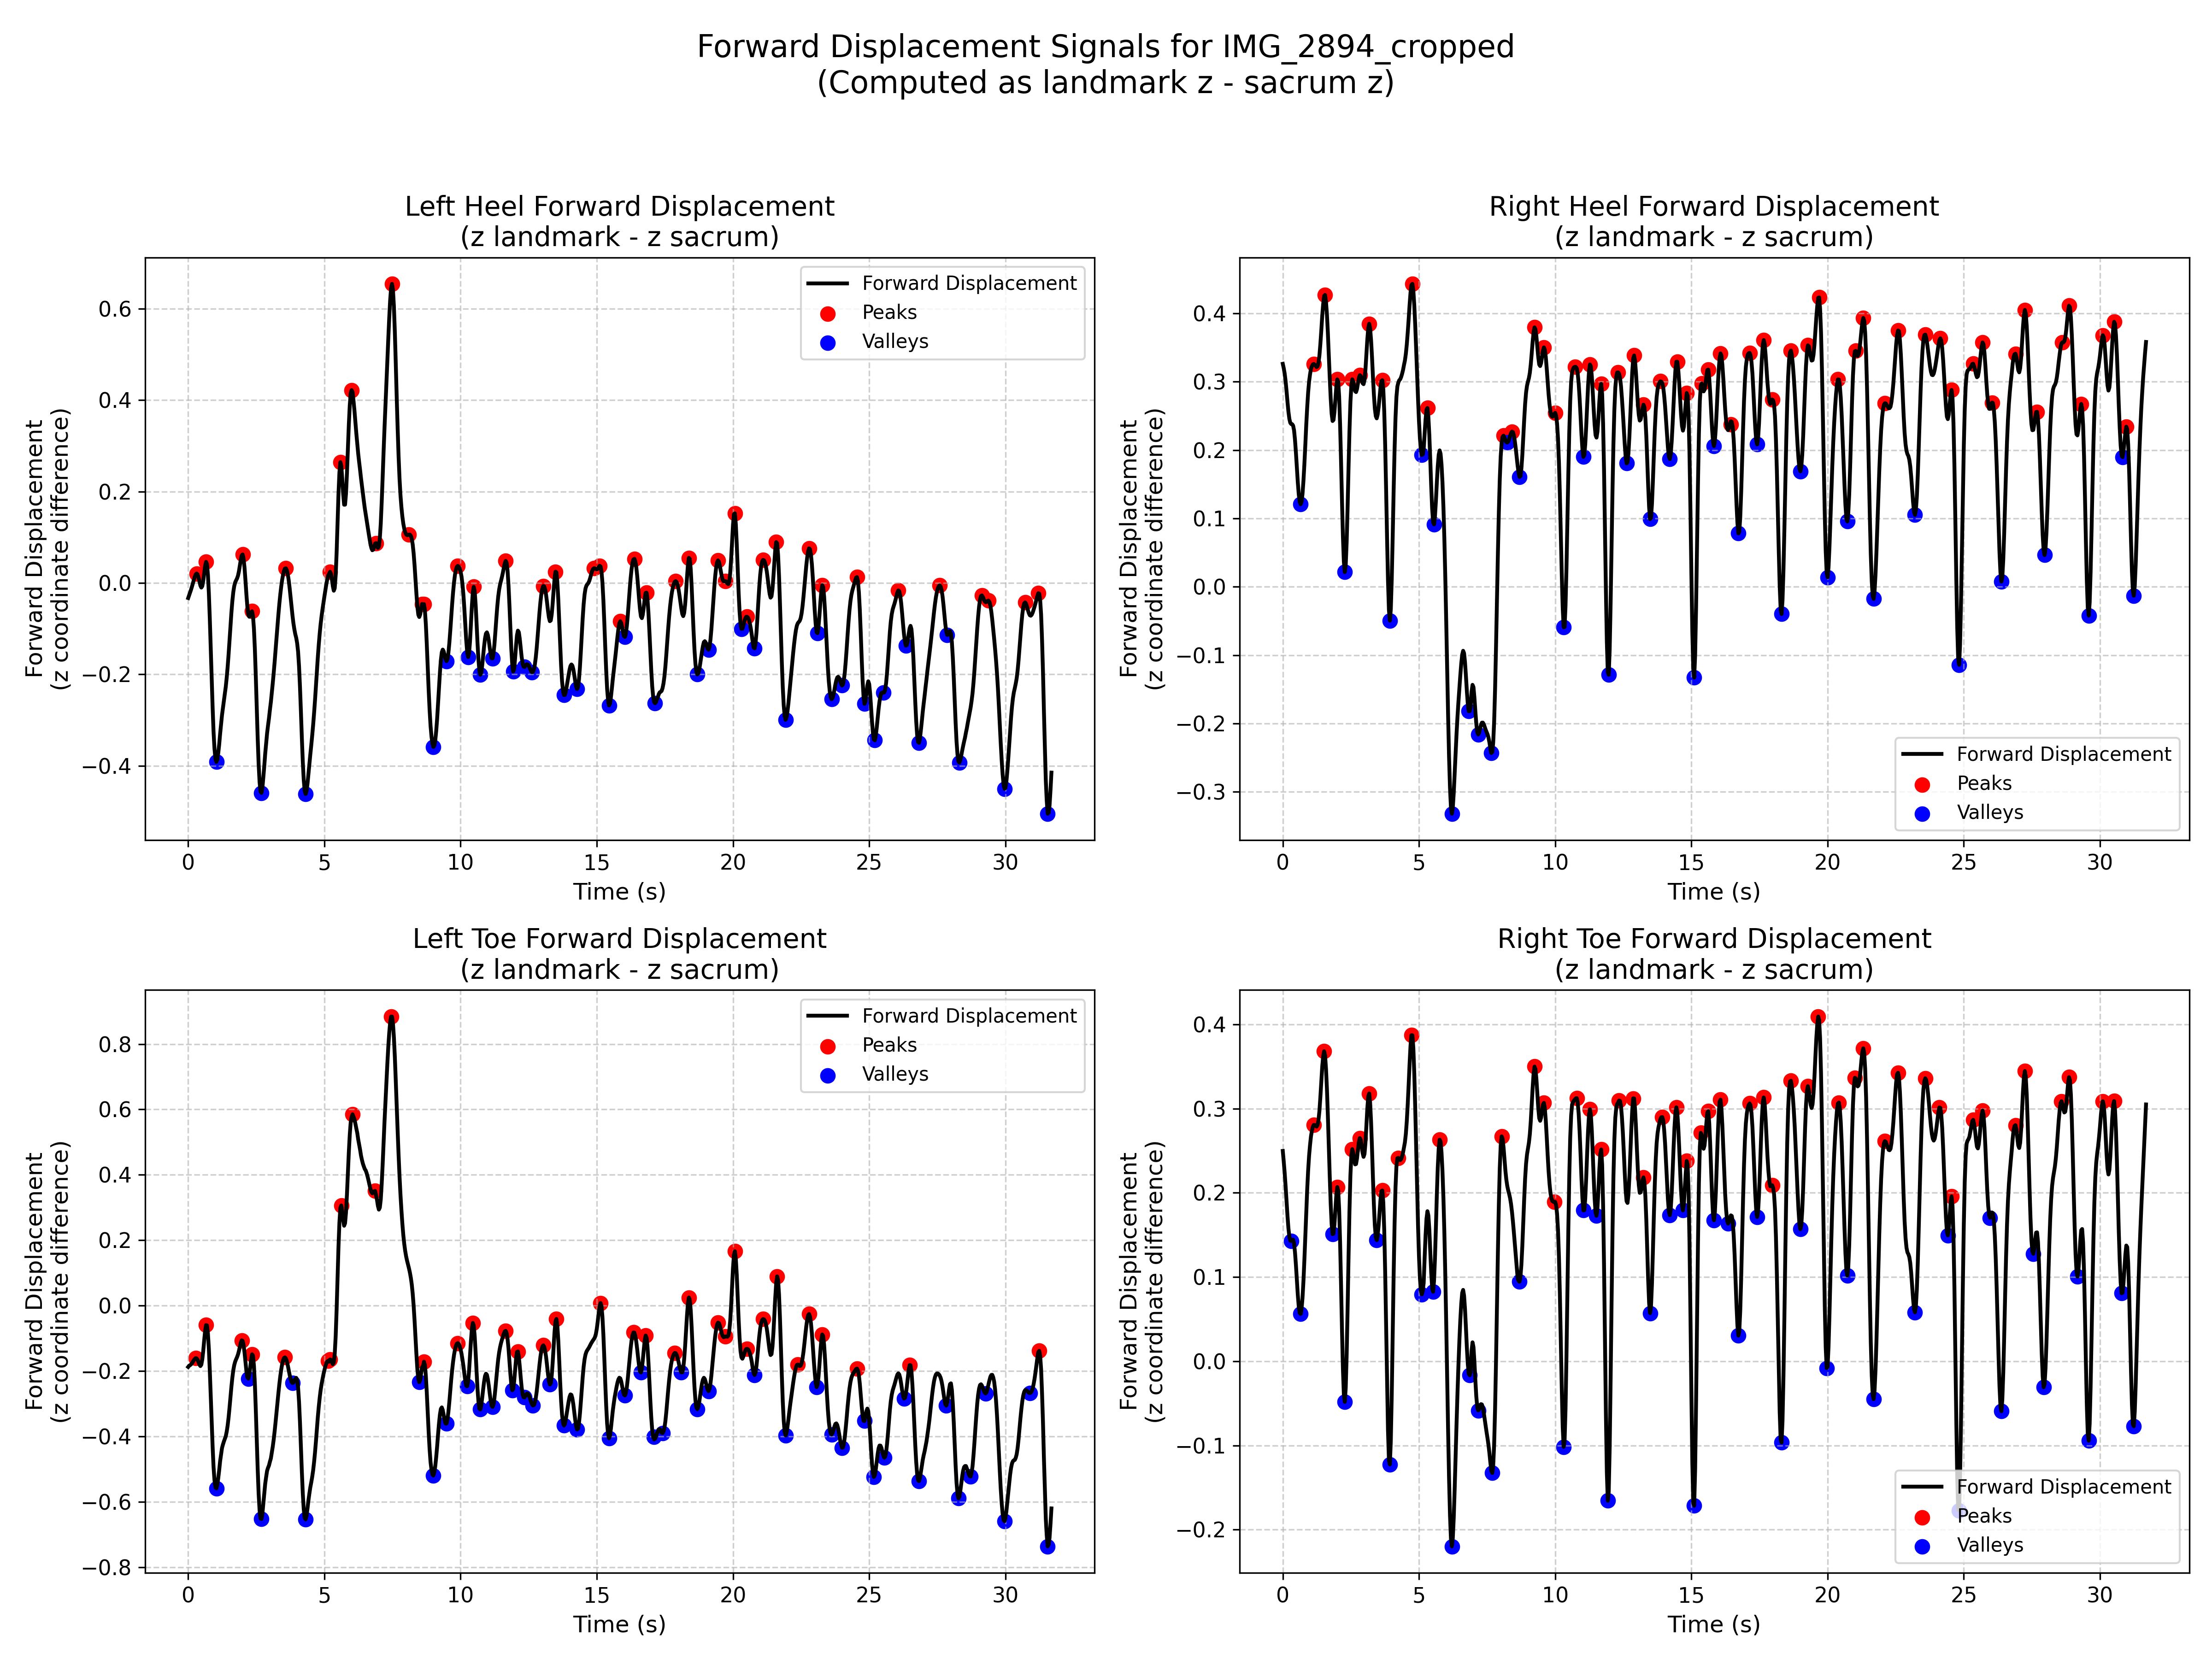 Forward Displacement Signals for IMG_2894_cropped
(Computed as landmark z - sacrum z)
Left Heel Forward Displacement
(z landmark - z sacrum)
Forward Displacement
(z coordinate difference)
0.6
0.4
0.2
0.0
−0.2
−0.4
Forward Displacement
Peaks
Valleys
0 5 10 15 20 25 30
Time (s)
Right Heel Forward Displacement
(z landmark - z sacrum)
Forward Displacement
(z coordinate difference)
0.4
0.3
0.2
0.1
0.0
−0.1
−0.2
−0.3
Forward Displacement
Peaks
Valleys
0 5 10 15 20 25 30
Time (s)
Left Toe Forward Displacement
(z landmark - z sacrum)
Forward Displacement
(z coordinate difference)
0.8
0.6
0.4
0.2
0.0
−0.2
−0.4
−0.6
−0.8
Forward Displacement
Peaks
Valleys
0 5 10 15 20 25 30
Time (s)
Right Toe Forward Displacement
(z landmark - z sacrum)
Forward Displacement
(z coordinate difference)
0.4
0.3
0.2
0.1
0.0
−0.1
−0.2
Forward Displacement
Peaks
Valleys
0 5 10 15 20 25 30
Time (s)